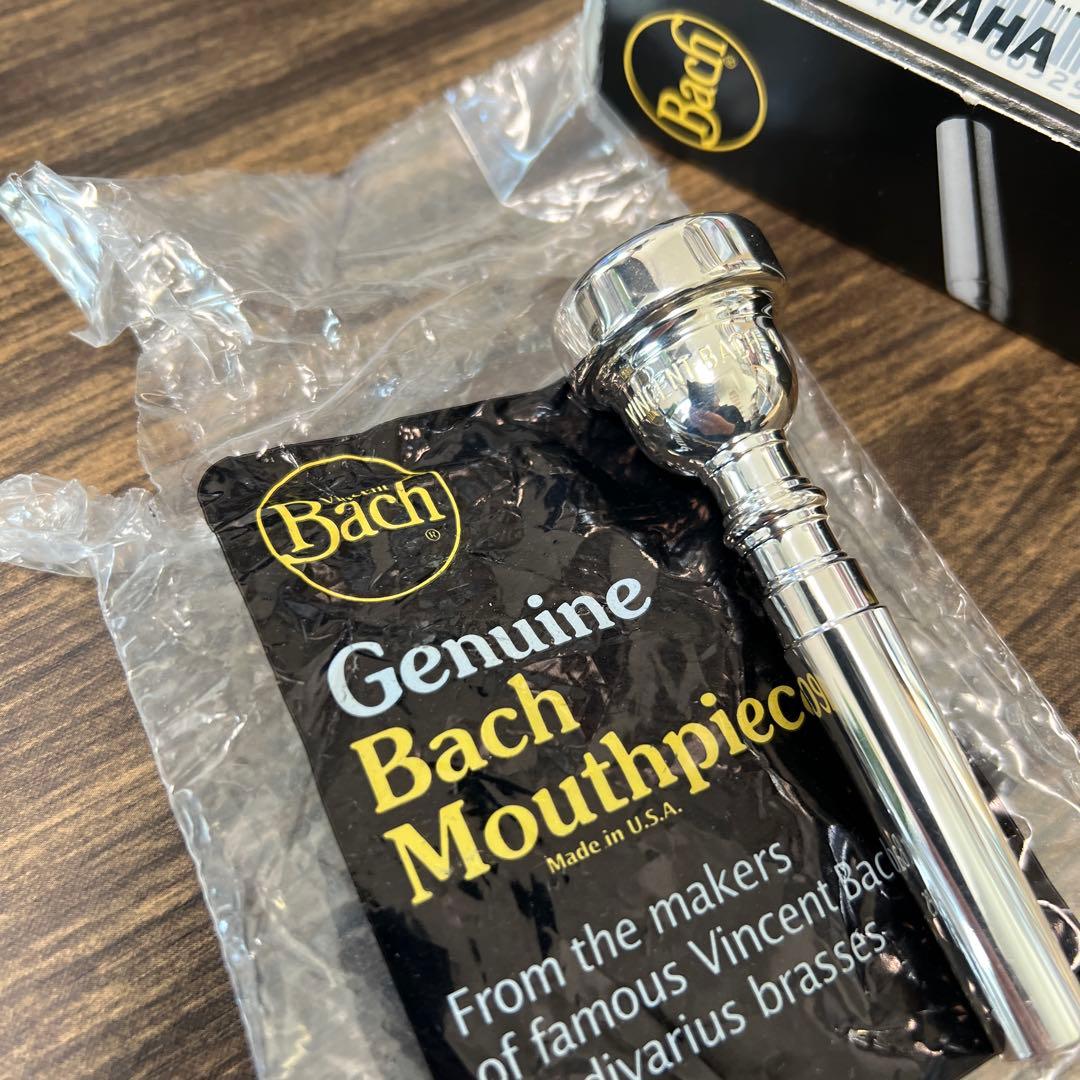 MAHA
Bach®
VINCENT BACH
Vincent
Bach®
Genuine
Bach
Mouthpiec
Made in U.S.A.
From the makers
of famous Vincent Bach
divarius brasses